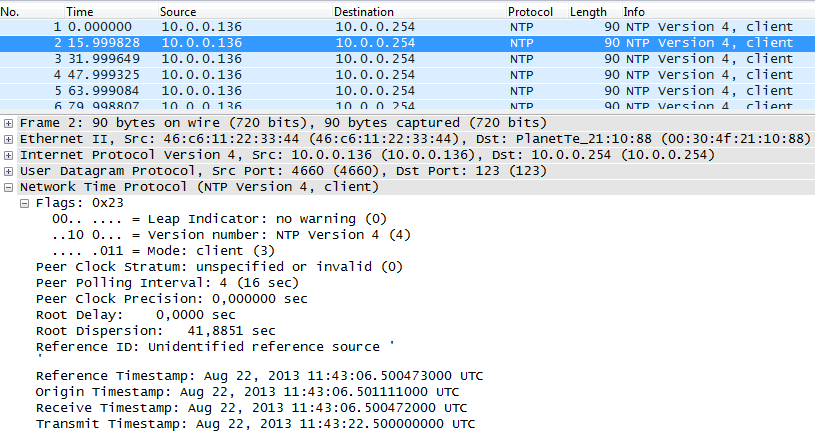 No. Time Source Destination Protocol Length Info
1 0.000000 10.0.0.136 10.0.0.254 NTP 90 NTP Version 4, client
2 15.999828 10.0.0.136 10.0.0.254 NTP 90 NTP Version 4, client
3 31.999649 10.0.0.136 10.0.0.254 NTP 90 NTP Version 4, client
4 47.999325 10.0.0.136 10.0.0.254 NTP 90 NTP Version 4, client
5 63.999084 10.0.0.136 10.0.0.254 NTP 90 NTP Version 4, client
6 79.998807 10.0.0.136 10.0.0.254 NTP 90 NTP Version 4, client
Frame 2: 90 bytes on wire (720 bits), 90 bytes captured (720 bits)
Ethernet II, Src: 46:c6:11:22:33:44 (46:c6:11:22:33:44), Dst: PlanetTe_21:10:88 (00:30:4f:21:10:88)
Internet Protocol Version 4, Src: 10.0.0.136 (10.0.0.136), Dst: 10.0.0.254 (10.0.0.254)
User Datagram Protocol, Src Port: 4660 (4660), Dst Port: 123 (123)
Network Time Protocol (NTP Version 4, client)
Flags: 0x23
00.. .... = Leap Indicator: no warning (0)
..10 0... = Version number: NTP Version 4 (4)
.... .011 = Mode: client (3)
Peer Clock Stratum: unspecified or invalid (0)
Peer Polling Interval: 4 (16 sec)
Peer Clock Precision: 0,000000 sec
Root Delay: 0,0000 sec
Root Dispersion: 41,8851 sec
Reference ID: Unidentified reference source '
'
Reference Timestamp: Aug 22, 2013 11:43:06.500473000 UTC
Origin Timestamp: Aug 22, 2013 11:43:06.501111000 UTC
Receive Timestamp: Aug 22, 2013 11:43:06.500472000 UTC
Transmit Timestamp: Aug 22, 2013 11:43:22.500000000 UTC